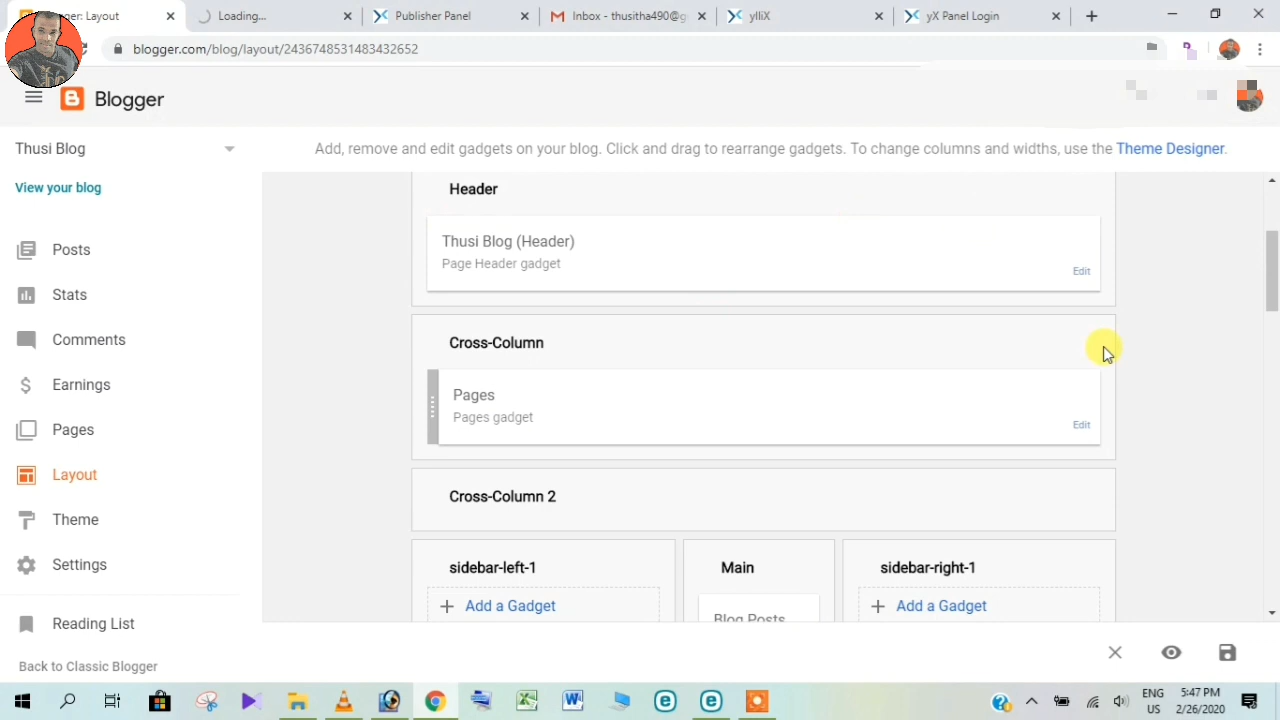 gger: Layout
Loading...
Publisher Panel
Inbox - thusitha490@g
ylliX
yX Panel Login
blogger.com/blog/layout/2436748531483432652
Blogger
Thusi Blog
Add, remove and edit gadgets on your blog. Click and drag to rearrange gadgets. To change columns and widths, use the Theme Designer.
View your blog
Posts
Stats
Comments
Earnings
Pages
Layout
Theme
Settings
Reading List
Back to Classic Blogger
Header
Thusi Blog (Header)
Page Header gadget
Edit
Cross-Column
Pages
Pages gadget
Edit
Cross-Column 2
sidebar-left-1
Add a Gadget
Main
Blog Posts
sidebar-right-1
Add a Gadget
ENG
US
5:47 PM
2/26/2020